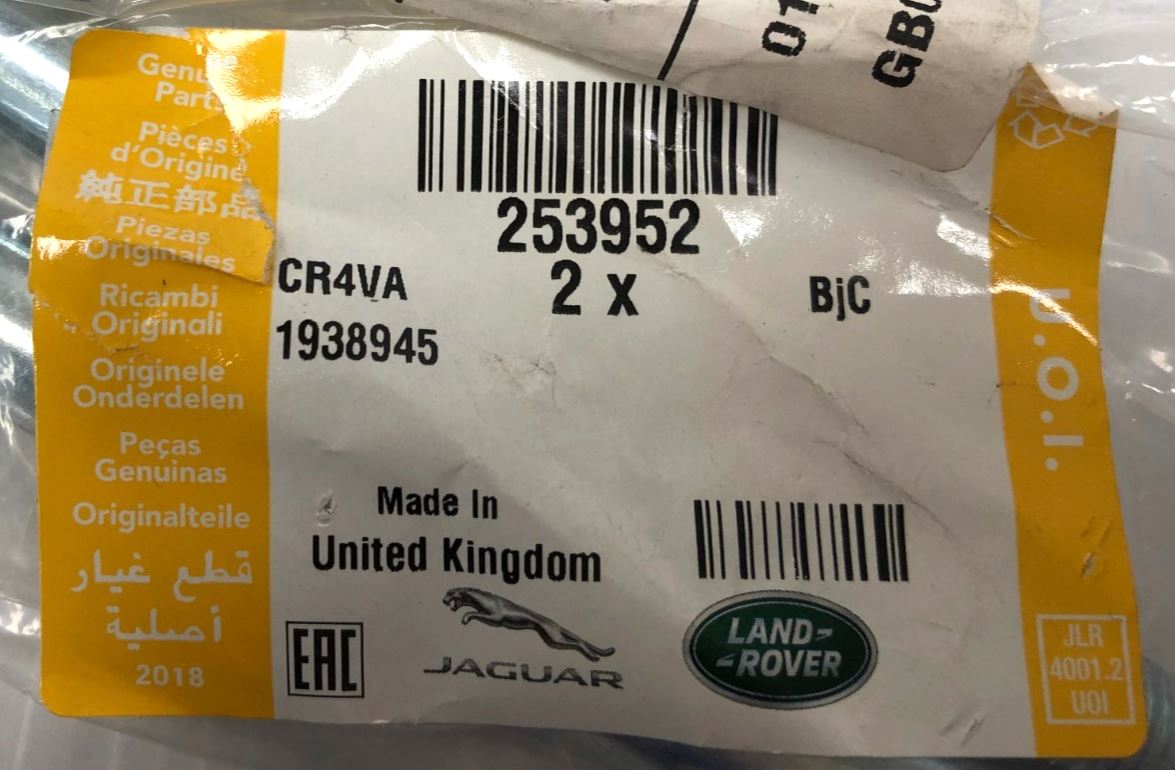 Parts
Pièces
d'Origine
純正部品
Piezas
Originales
Ricambi
Originali
Originele
Onderdelen
Peças
Genuinas
Originalteile
قطع غيار
أصلية
2018
253952
2 x
BjC
CR4VA
1938945
Made In
United Kingdom
EAC
JAGUAR
LAND-
-ROVER
01
GB0
U.O.I.
JLR
4001.2
UOI